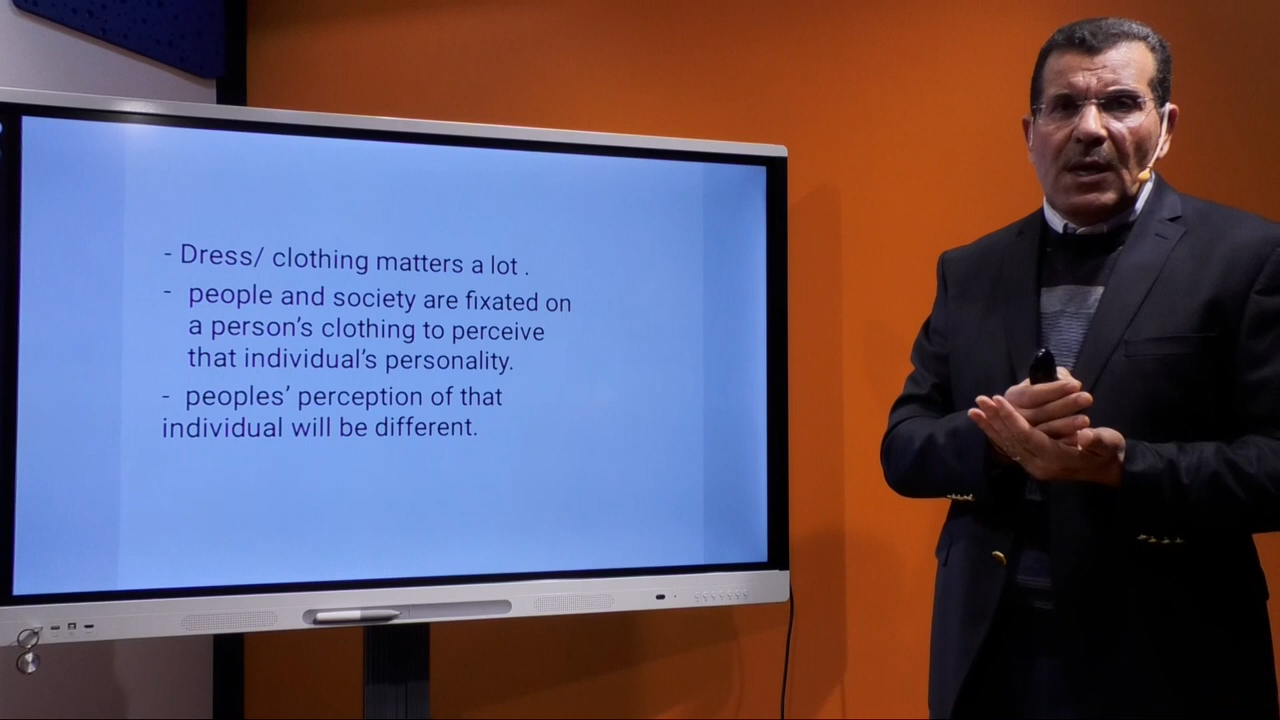 - Dress/ clothing matters a lot .
- people and society are fixated on
a person's clothing to perceive
that individual's personality.
- peoples' perception of that
individual will be different.